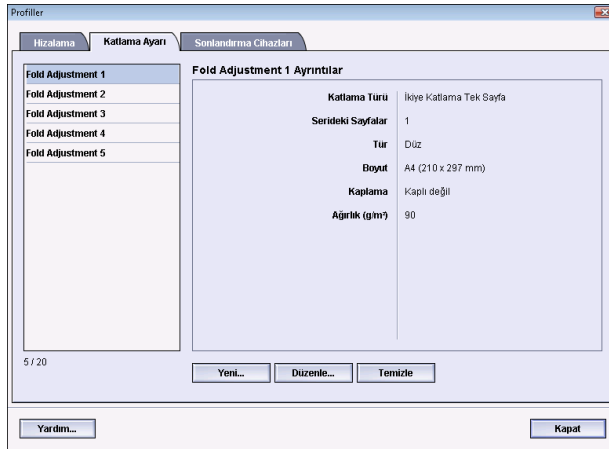 Profiller
Hizalama Katlama Ayarı Sonlandırma Cihazları
Fold Adjustment 1
Fold Adjustment 2
Fold Adjustment 3
Fold Adjustment 4
Fold Adjustment 5
5 / 20
Fold Adjustment 1 Ayrıntılar
Katlama Türü İkiye Katlama Tek Sayfa
Serideki Sayfalar 1
Tür Düz
Boyut A4 (210 x 297 mm)
Kaplama Kaplı değil
Ağırlık (g/m²) 90
Yeni... Düzenle... Temizle
Yardım... Kapat